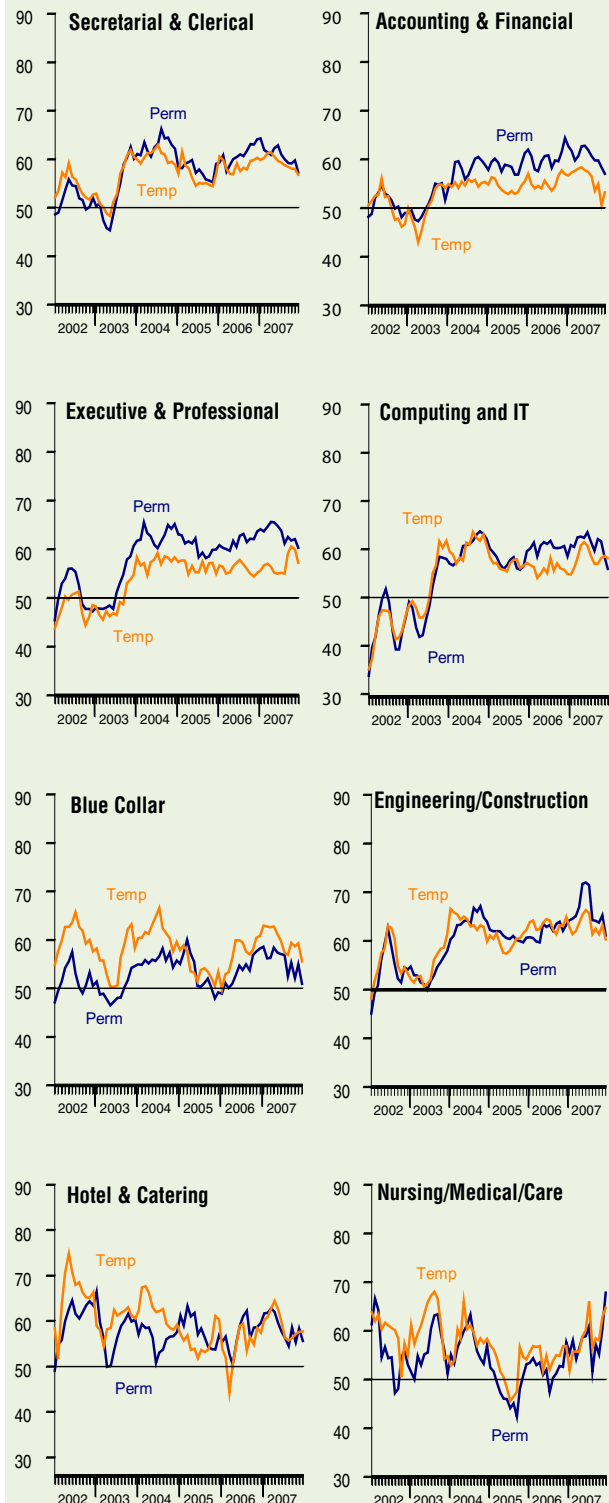 Secretarial & Clerical
90
80
70
60
50
40
30
Perm
Temp
2002 2003 2004 2005 2006 2007
Accounting & Financial
90
80
70
60
50
40
30
Perm
Temp
2002 2003 2004 2005 2006 2007
Executive & Professional
90
80
70
60
50
40
30
Perm
Temp
2002 2003 2004 2005 2006 2007
Computing and IT
90
80
70
60
50
40
30
Temp
Perm
2002 2003 2004 2005 2006 2007
Blue Collar
90
80
70
60
50
40
30
Temp
Perm
2002 2003 2004 2005 2006 2007
Engineering/Construction
90
80
70
60
50
40
30
Temp
Perm
2002 2003 2004 2005 2006 2007
Hotel & Catering
90
80
70
60
50
40
30
Temp
Perm
2002 2003 2004 2005 2006 2007
Nursing/Medical/Care
90
80
70
60
50
40
30
Temp
Perm
2002 2003 2004 2005 2006 2007